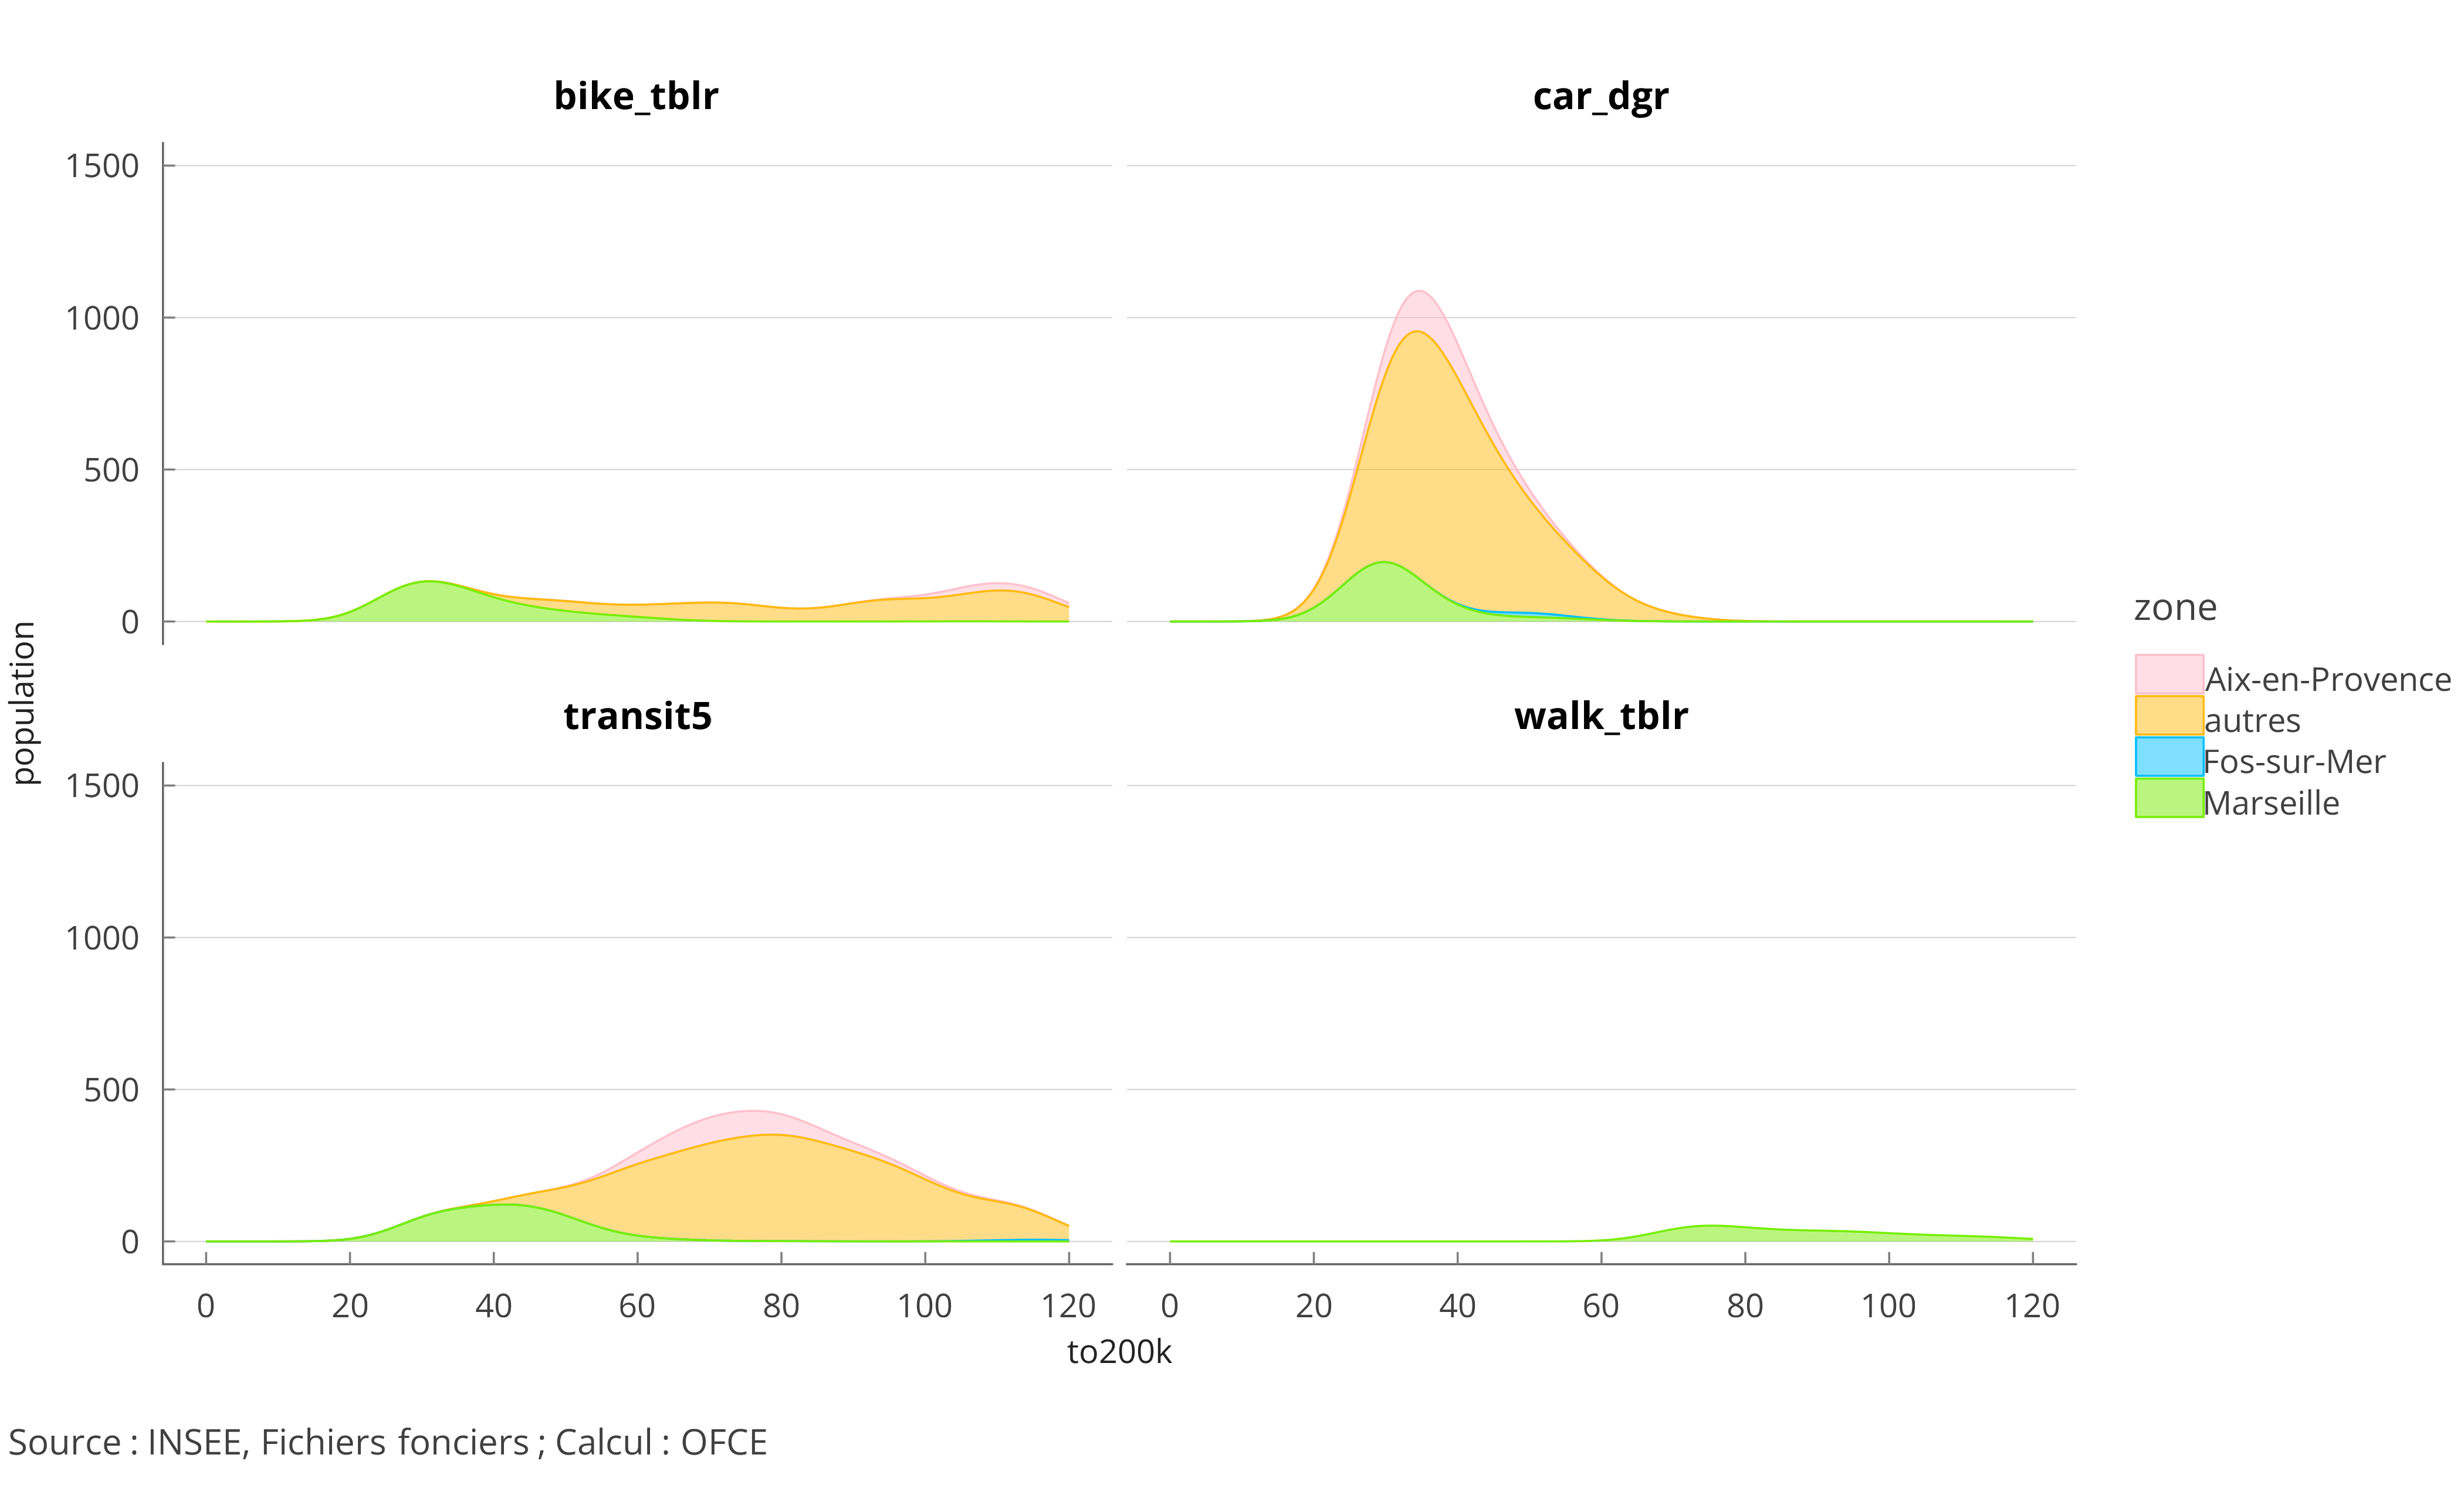 bike_tblr
car_dgr
1500
1000
500
0
population
transit5
walk_tblr
1500
1000
500
0
0 20 40 60 80 100 120
0 20 40 60 80 100 120
to200k
zone
Aix-en-Provence
autres
Fos-sur-Mer
Marseille
Source : INSEE, Fichiers fonciers ; Calcul : OFCE